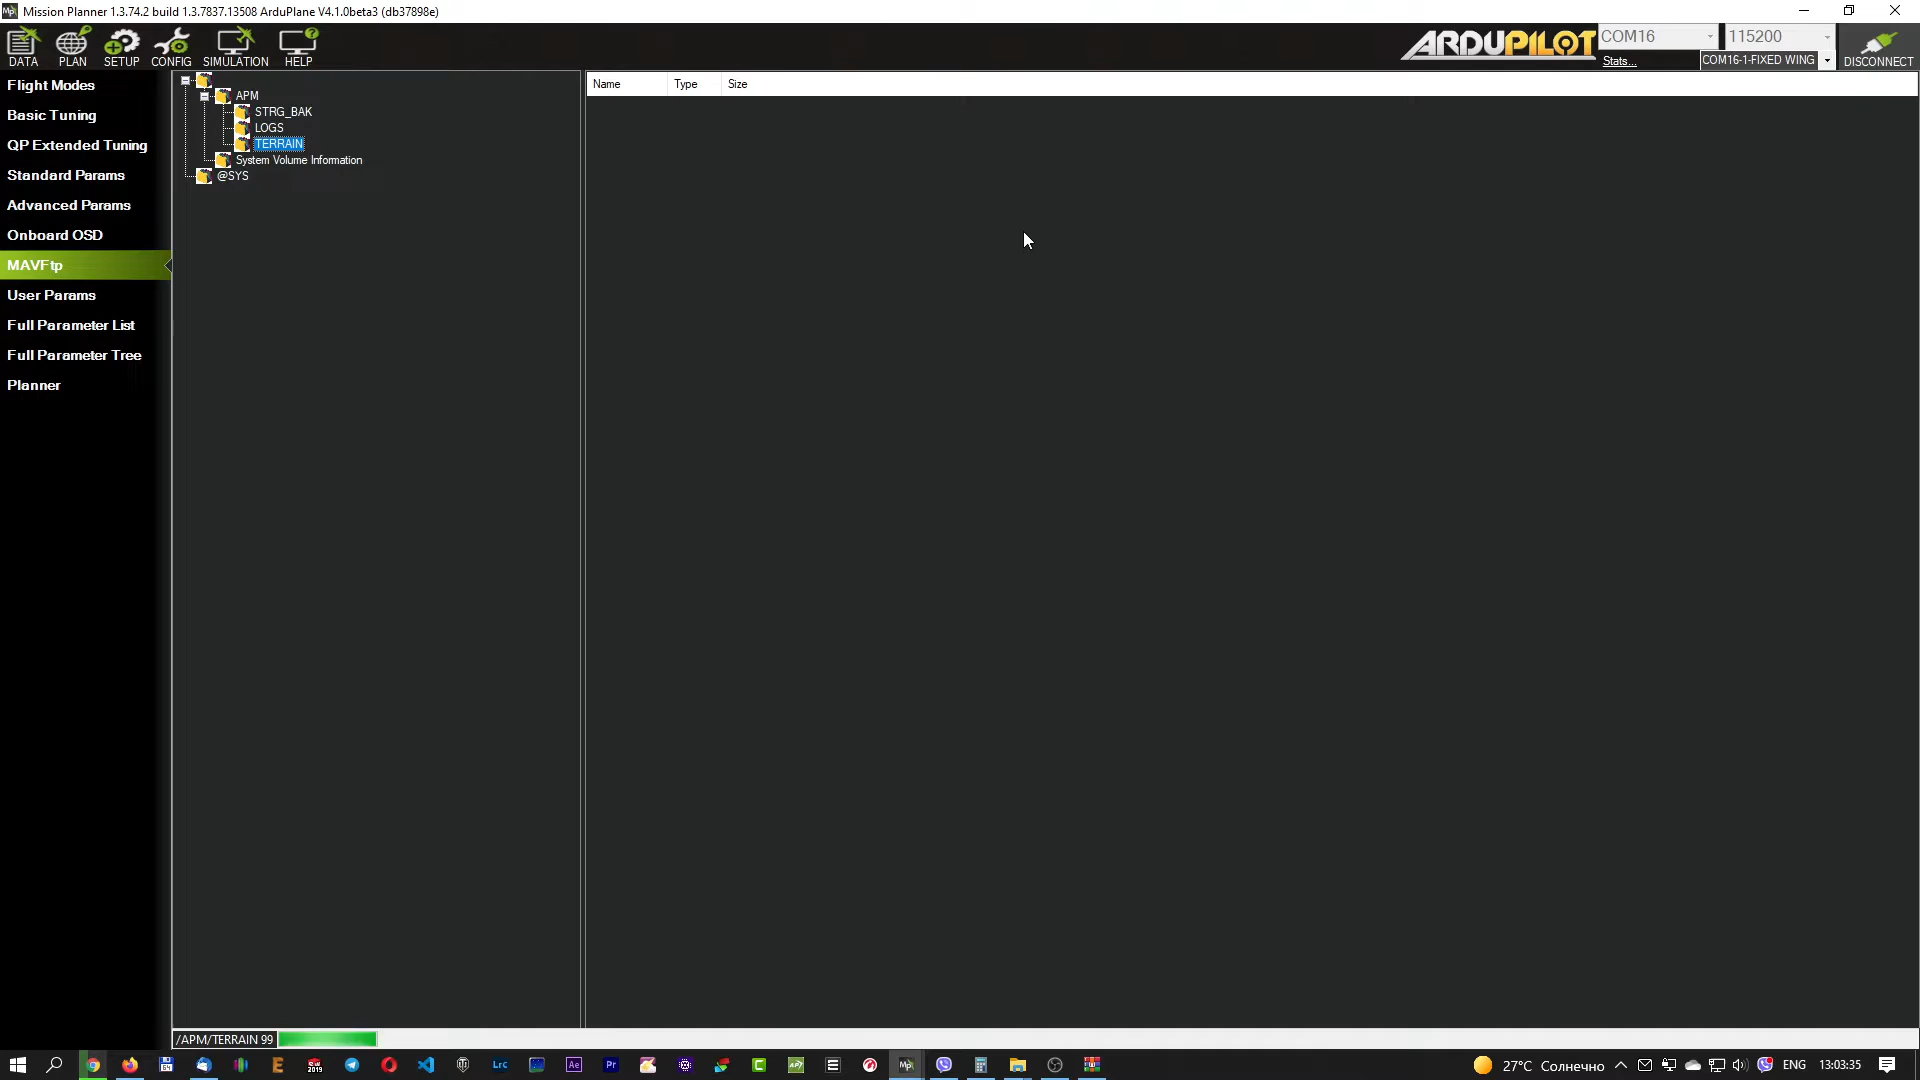 Mission Planner 1.3.74.2 build 1.3.7837.13508 ArduPlane V4.1.0beta3 (db37898e)
DATA PLAN SETUP CONFIG SIMULATION HELP
ARDUPILOT
COM16
115200
Stats...
COM16-1-FIXED WING
DISCONNECT
Flight Modes
Basic Tuning
QP Extended Tuning
Standard Params
Advanced Params
Onboard OSD
MAVFtp
User Params
Full Parameter List
Full Parameter Tree
Planner
APM
STRG_BAK
LOGS
TERRAIN
System Volume Information
@SYS
Name Type Size
/APM/TERRAIN 99
27°C Солнечно ENG 13:03:35